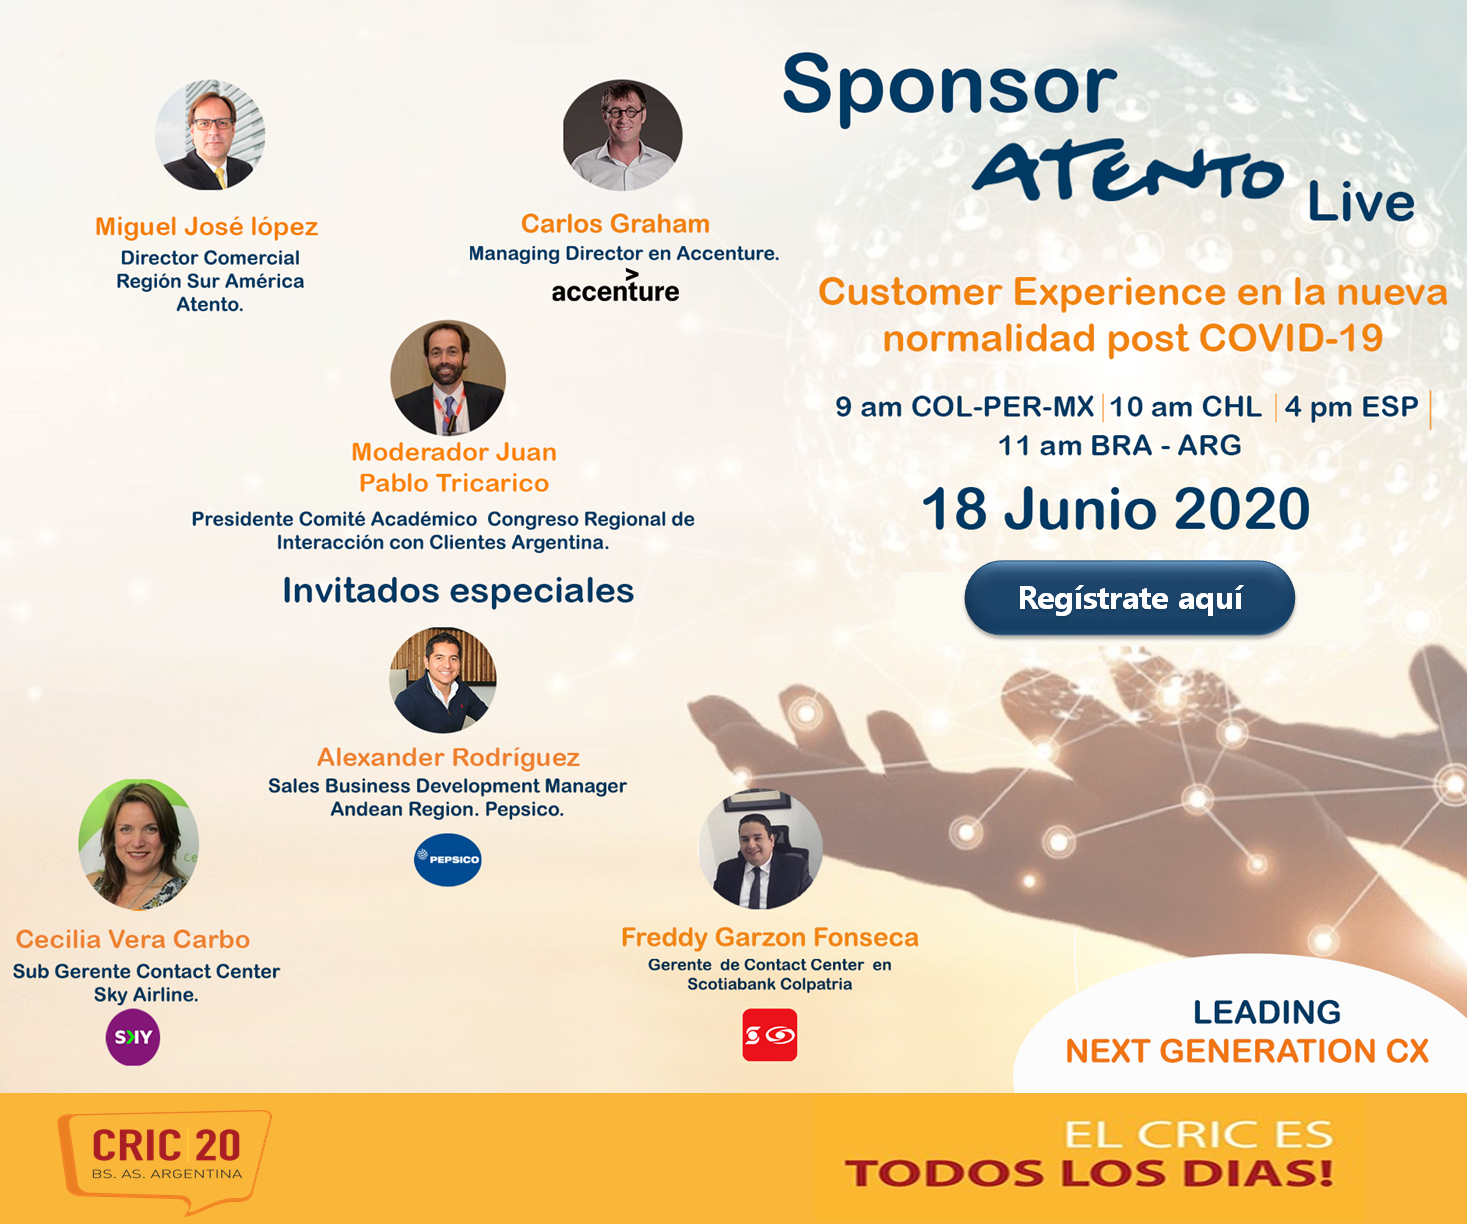 Sponsor
ATENTO Live
Customer Experience en la nueva
normalidad post COVID-19
9 am COL-PER-MX | 10 am CHL | 4 pm ESP |
11 am BRA - ARG
18 Junio 2020
Regístrate aquí
Miguel José lópez
Director Comercial
Región Sur América
Atento.
Carlos Graham
Managing Director en Accenture.
>
accenture
Moderador Juan
Pablo Tricarico
Presidente Comité Académico Congreso Regional de
Interacción con Clientes Argentina.
Invitados especiales
Alexander Rodríguez
Sales Business Development Manager
Andean Region. Pepsico.
PEPSICO
Cecilia Vera Carbo
Sub Gerente Contact Center
Sky Airline.
SKY
Freddy Garzon Fonseca
Gerente de Contact Center en
Scotiabank Colpatria
LEADING
NEXT GENERATION CX
CRIC 20
BS. AS. ARGENTINA
EL CRIC ES
TODOS LOS DIAS!